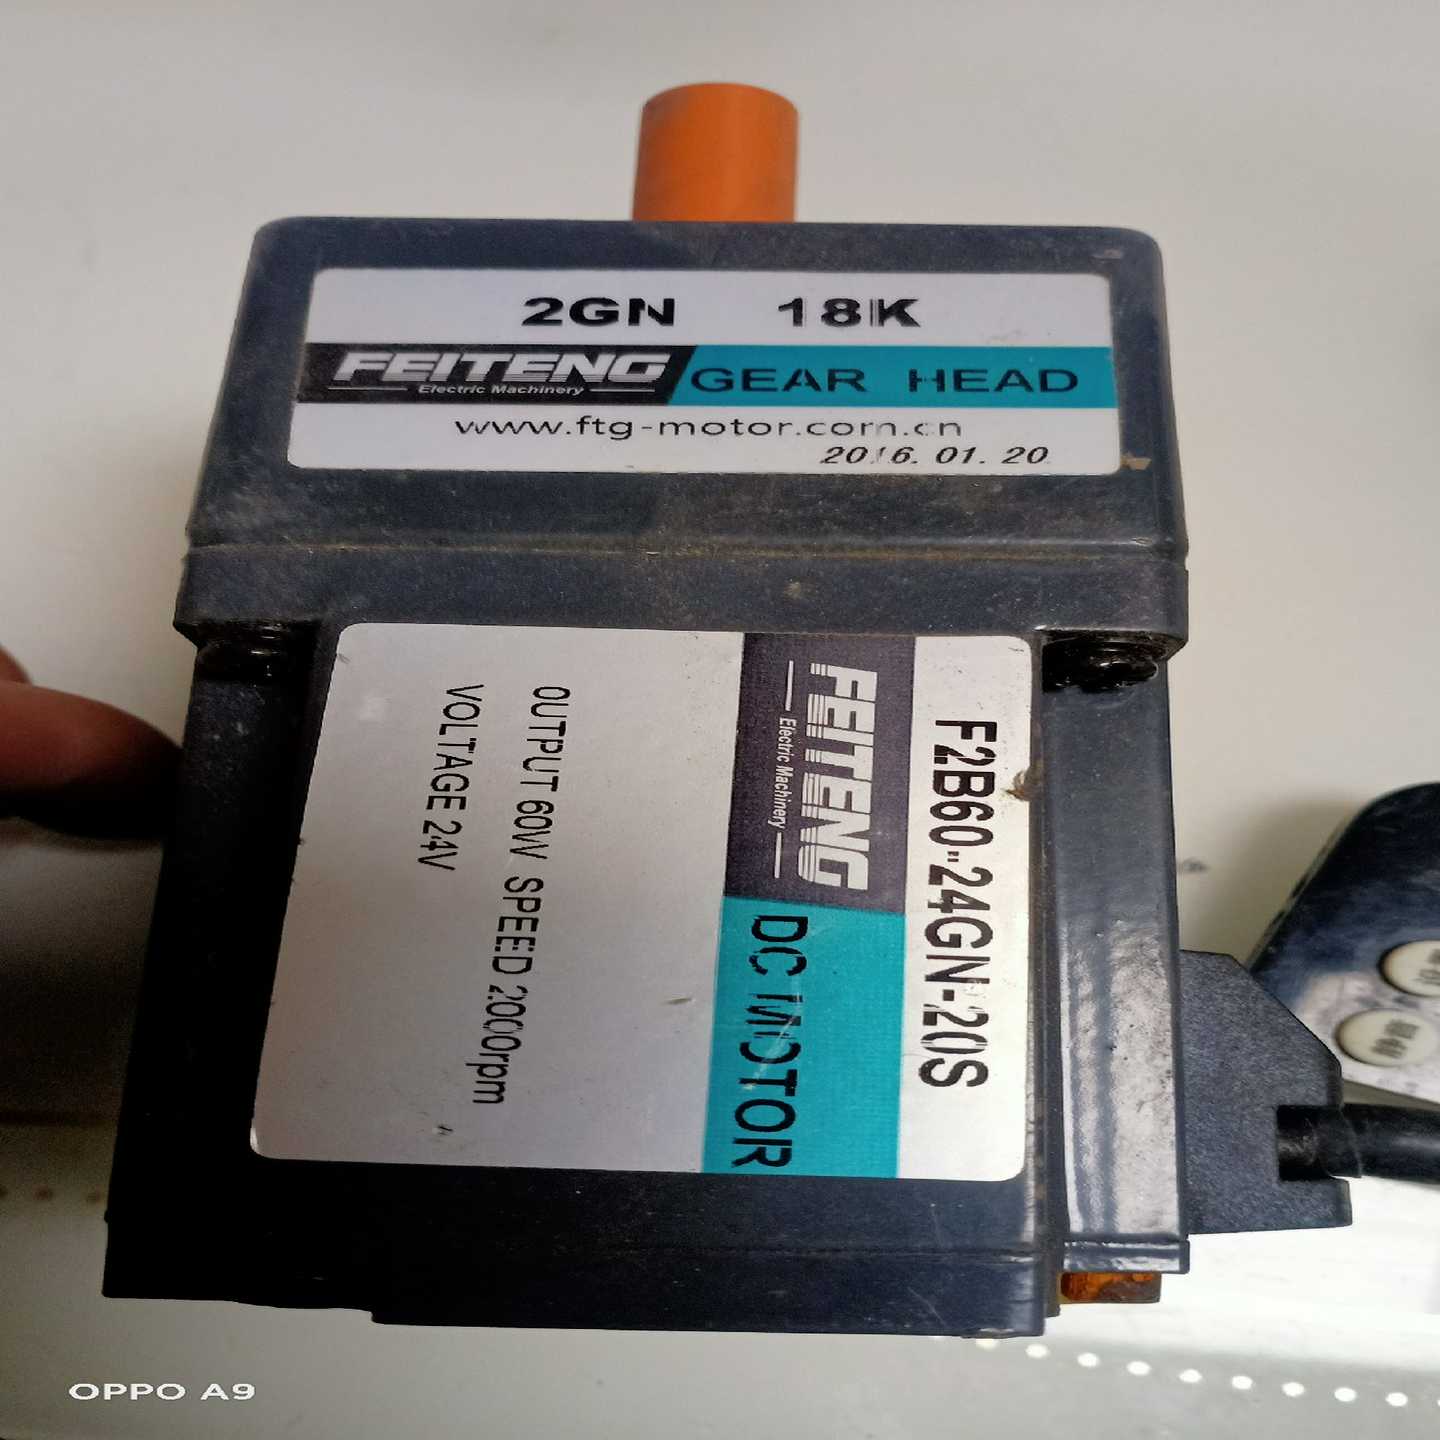 2GN 18K
FEITENG
Electric Machinery
GEAR HEAD
www.ftg-motor.com.cn
2016. 01. 20
F2B60-24GN-20S
FEITENG
Electric Machinery
DC MOTOR
OUTPUT 60W SPEED 2000rpm
VOLTAGE 24V
OPPO A9